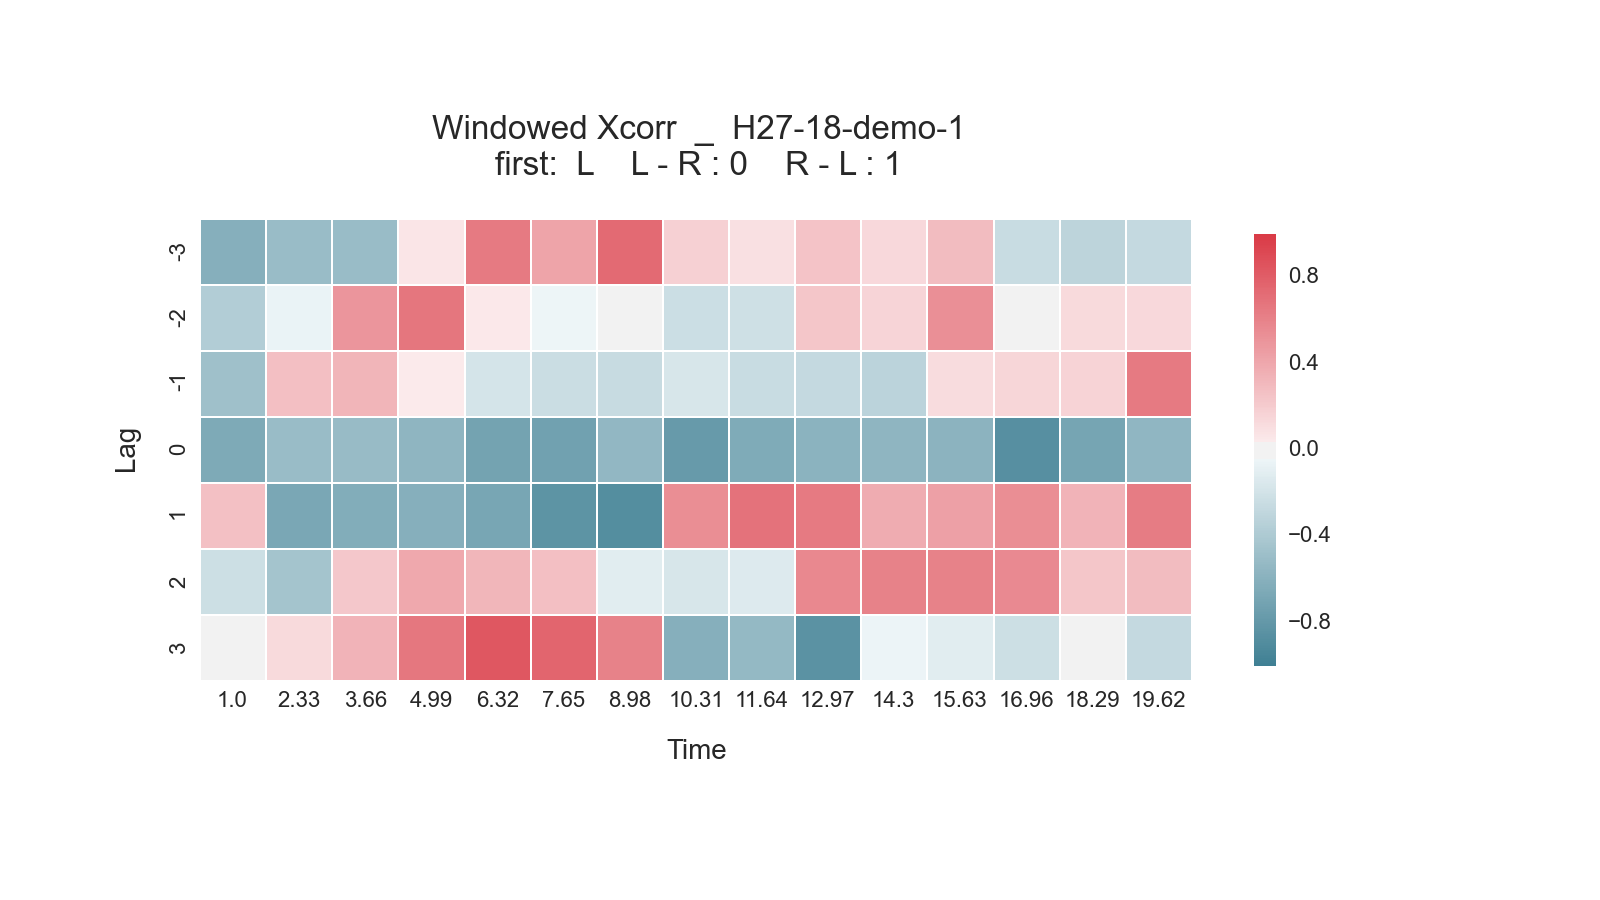 Windowed Xcorr _ H27-18-demo-1
first: L L - R : 0 R - L : 1
Lag
-3
-2
-1
0
1
2
3
1.0 2.33 3.66 4.99 6.32 7.65 8.98 10.31 11.64 12.97 14.3 15.63 16.96 18.29 19.62
Time
0.8
0.4
0.0
−0.4
−0.8